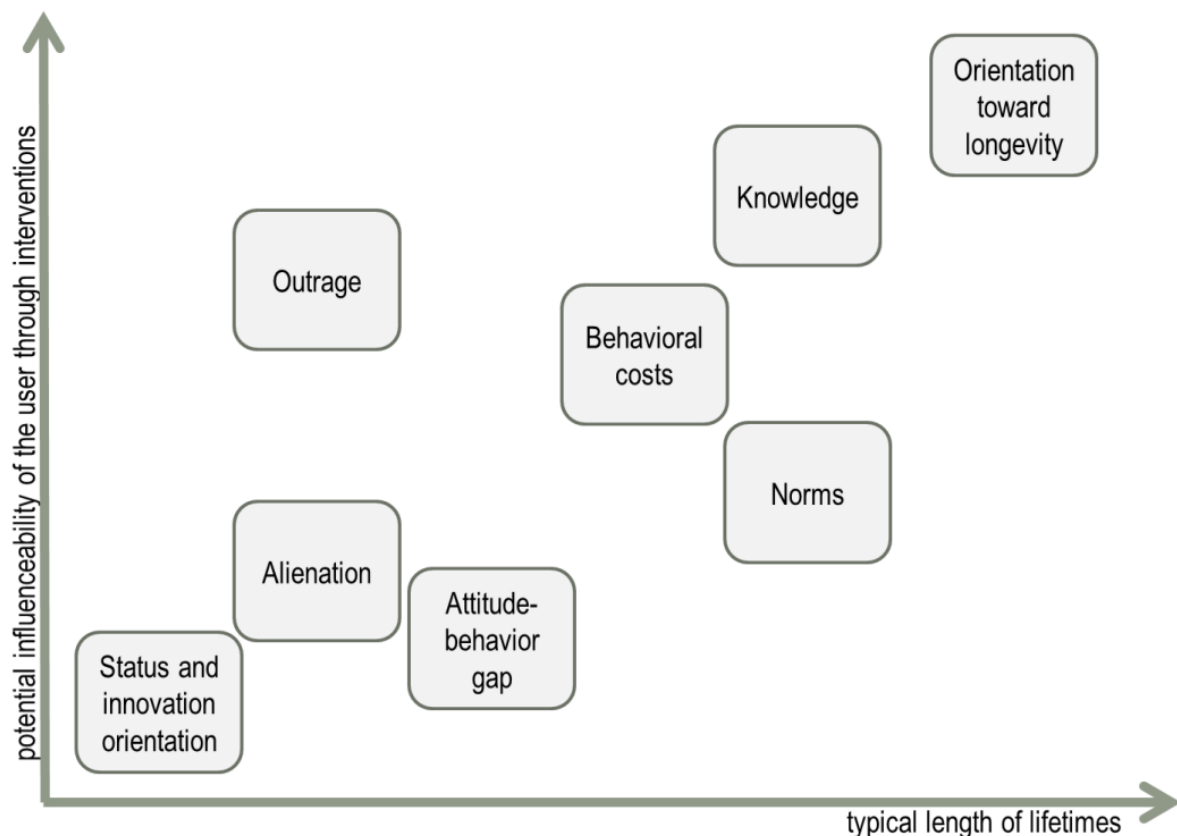 potential influenceability of the user through interventions
Orientation
toward
longevity
Knowledge
Outrage
Behavioral
costs
Norms
Alienation
Attitude-
behavior
gap
Status and
innovation
orientation
typical length of lifetimes